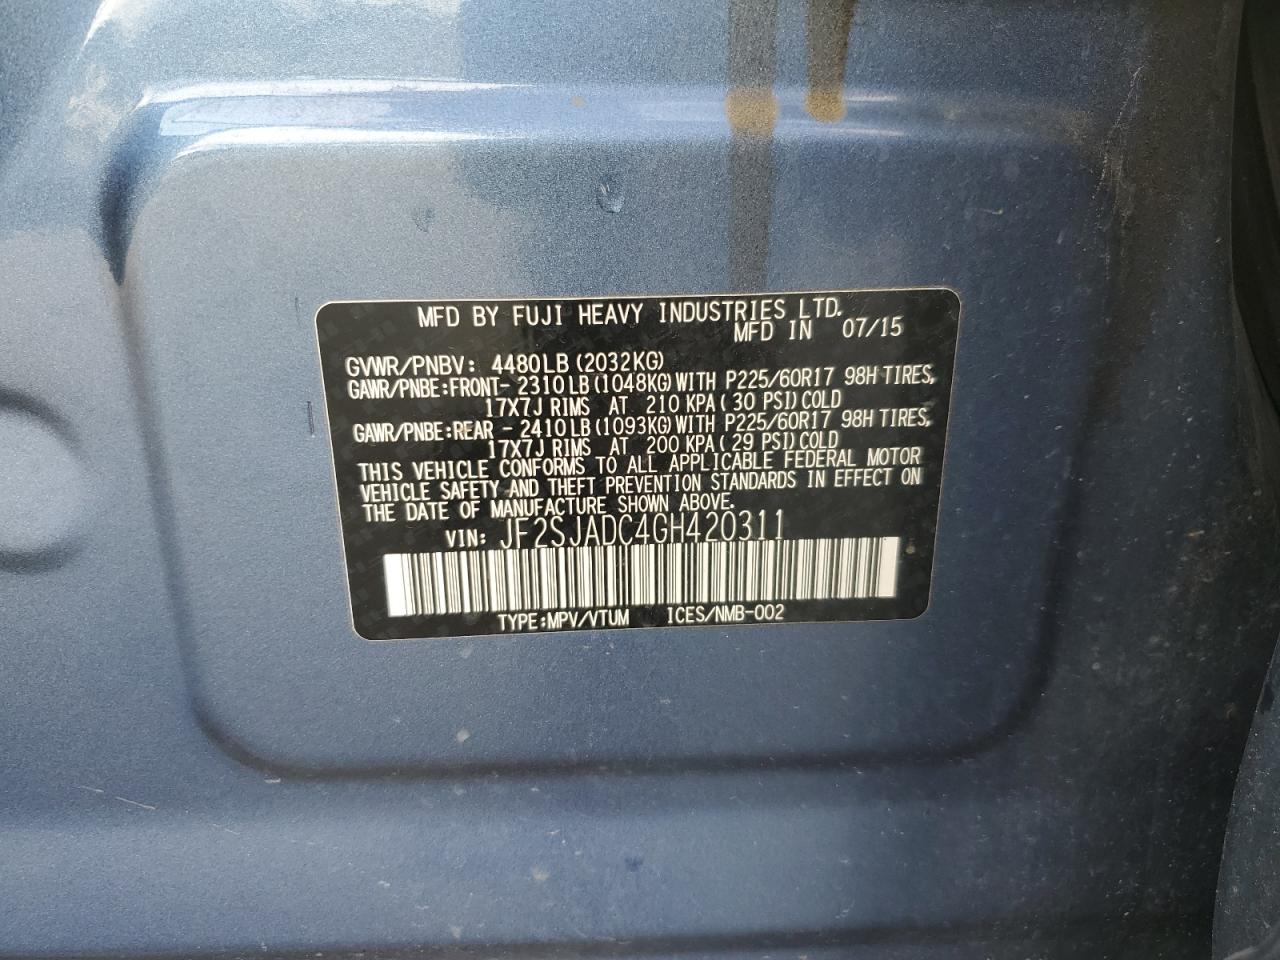 MFD BY FUJI HEAVY INDUSTRIES LTD.
MFD IN 07/15
GVWR/PNBV: 4480LB (2032KG)
GAWR/PNBE:FRONT- 2310LB (1048KG) WITH P225/60R17 98H TIRES,
17X7J RIMS AT 210 KPA( 30 PSI) COLD
GAWR/PNBE:REAR - 2410LB (1093KG) WITH P225/60R17 98H TIRES,
17X7J RIMS AT 200 KPA( 29 PSI) COLD
THIS VEHICLE CONFORMS TO ALL APPLICABLE FEDERAL MOTOR
VEHICLE SAFETY AND THEFT PREVENTION STANDARDS IN EFFECT ON
THE DATE OF MANUFACTURE SHOWN ABOVE.
VIN: JF2SJADC4GH420311
TYPE:MPV/VTUM ICES/NMB-002